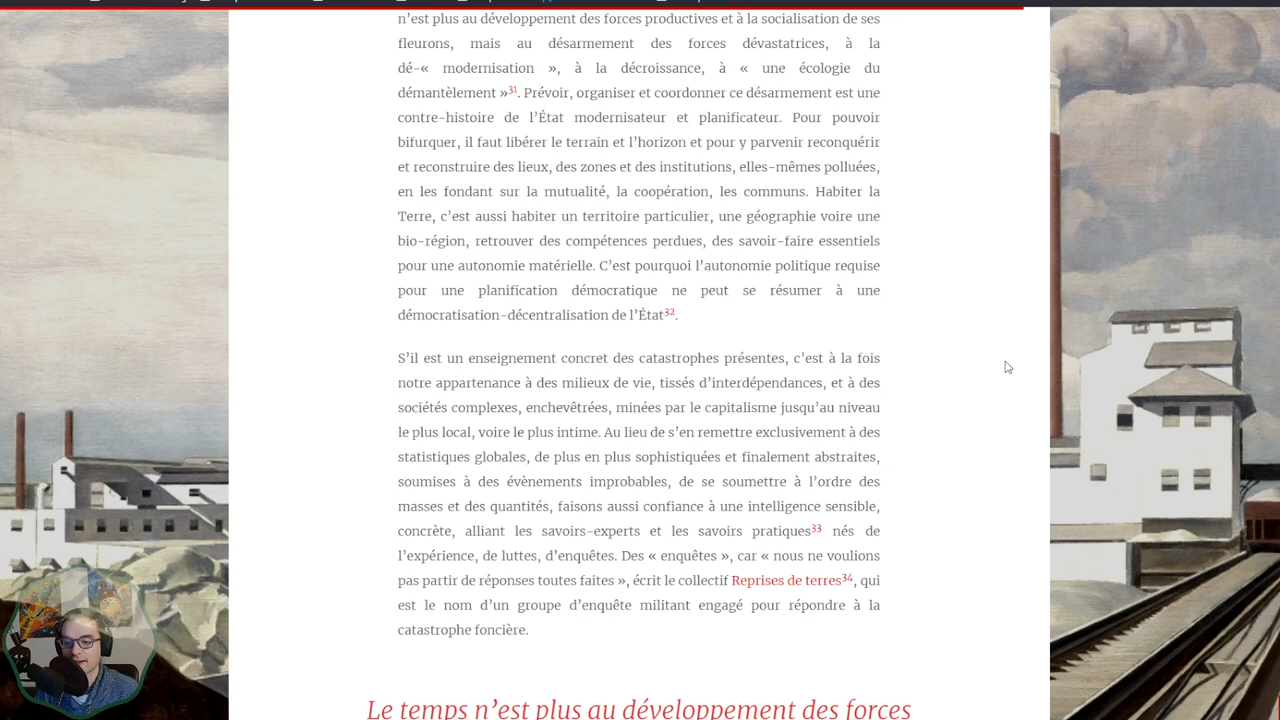 n’est plus au développement des forces productives et à la socialisation de ses
fleurons, mais au désarmement des forces dévastatrices, à la
dé-« modernisation », à la décroissance, à « une écologie du
démantèlement »31. Prévoir, organiser et coordonner ce désarmement est une
contre-histoire de l’État modernisateur et planificateur. Pour pouvoir
bifurquer, il faut libérer le terrain et l’horizon et pour y parvenir reconquérir
et reconstruire des lieux, des zones et des institutions, elles-mêmes polluées,
en les fondant sur la mutualité, la coopération, les communs. Habiter la
Terre, c’est aussi habiter un territoire particulier, une géographie voire une
bio-région, retrouver des compétences perdues, des savoir-faire essentiels
pour une autonomie matérielle. C’est pourquoi l’autonomie politique requise
pour une planification démocratique ne peut se résumer à une
démocratisation-décentralisation de l’État32.
S’il est un enseignement concret des catastrophes présentes, c’est à la fois
notre appartenance à des milieux de vie, tissés d’interdépendances, et à des
sociétés complexes, enchevêtrées, minées par le capitalisme jusqu’au niveau
le plus local, voire le plus intime. Au lieu de s’en remettre exclusivement à des
statistiques globales, de plus en plus sophistiquées et finalement abstraites,
soumises à des évènements improbables, de se soumettre à l’ordre des
masses et des quantités, faisons aussi confiance à une intelligence sensible,
concrète, alliant les savoirs-experts et les savoirs pratiques33 nés de
l’expérience, de luttes, d’enquêtes. Des « enquêtes », car « nous ne voulions
pas partir de réponses toutes faites », écrit le collectif Reprises de terres34, qui
est le nom d’un groupe d’enquête militant engagé pour répondre à la
catastrophe foncière.
Le temps n’est plus au développement des forces